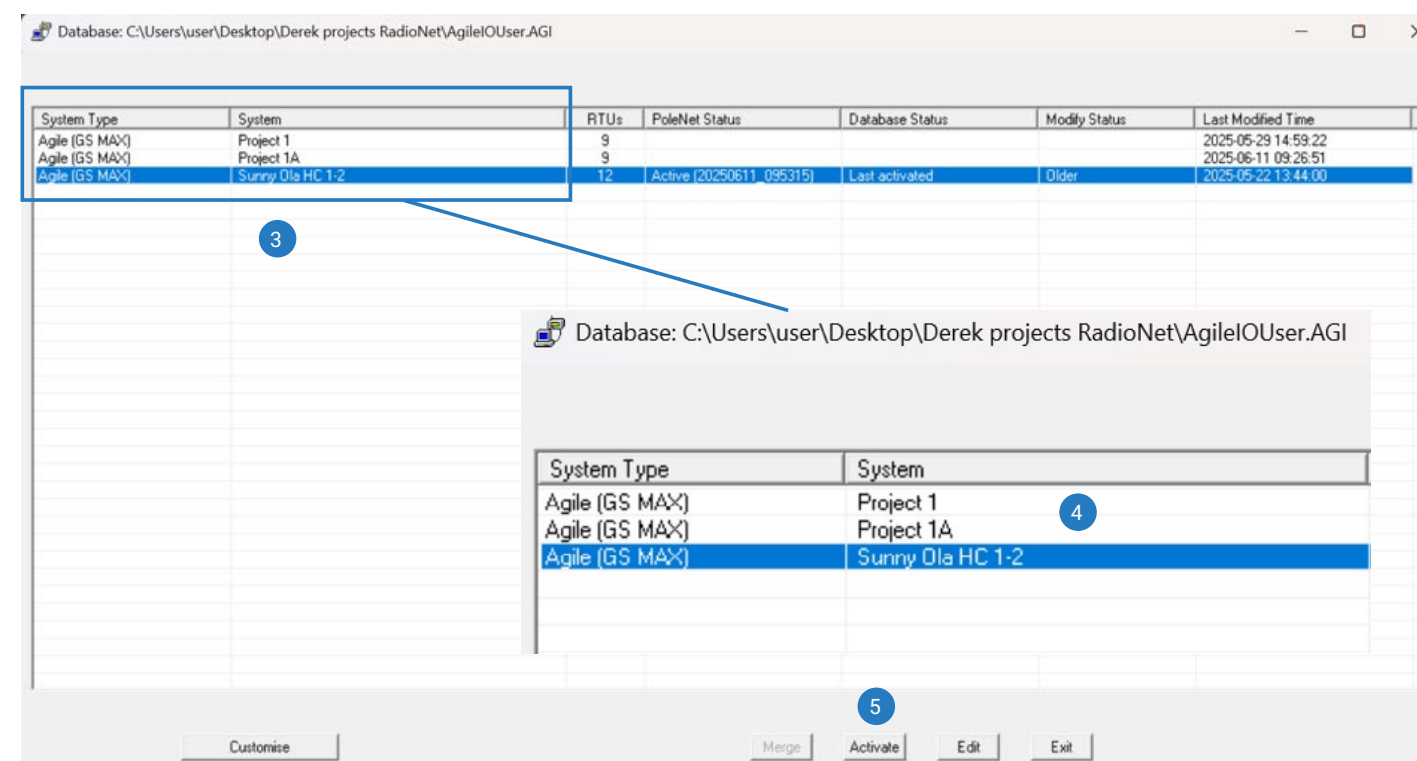 Database: C:\Users\user\Desktop\Derek projects RadioNet\AgileIOUser.AGI
System Type System RTUs PoleNet Status Database Status Modify Status Last Modified Time
Agile (GS MAX) Project 1 9 2025-05-29 14:59:22
Agile (GS MAX) Project 1A 9 2025-06-11 09:26:51
Agile (GS MAX) Sunny Ola HC 1-2 12 Active (20250611_095315) Last activated Older 2025-05-22 13:44:00
3
Database: C:\Users\user\Desktop\Derek projects RadioNet\AgileIOUser.AGI
System Type System
Agile (GS MAX) Project 1
4
Agile (GS MAX) Project 1A
Agile (GS MAX) Sunny Ola HC 1-2
5
Customise Merge Activate Edit Exit